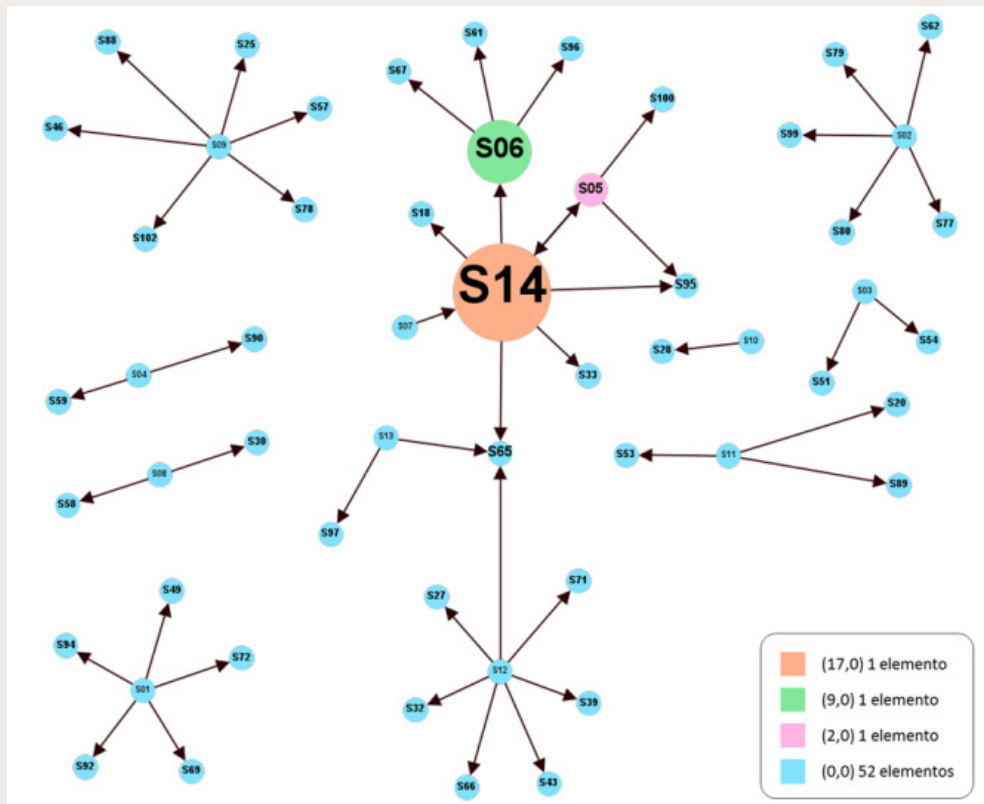 S88
S25
S46
S57
S09
S78
S102
S61
S67
S96
S06
S100
S05
S18
S14
S95
S07
S33
S62
S79
S99
S02
S80
S77
S03
S54
S51
S28
S10
S90
S04
S59
S30
S08
S58
S13
S65
S97
S20
S53
S11
S89
S49
S94
S72
S01
S92
S69
S27
S71
S12
S32
S39
S66
S43
(17,0) 1 elemento
(9,0) 1 elemento
(2,0) 1 elemento
(0,0) 52 elementos